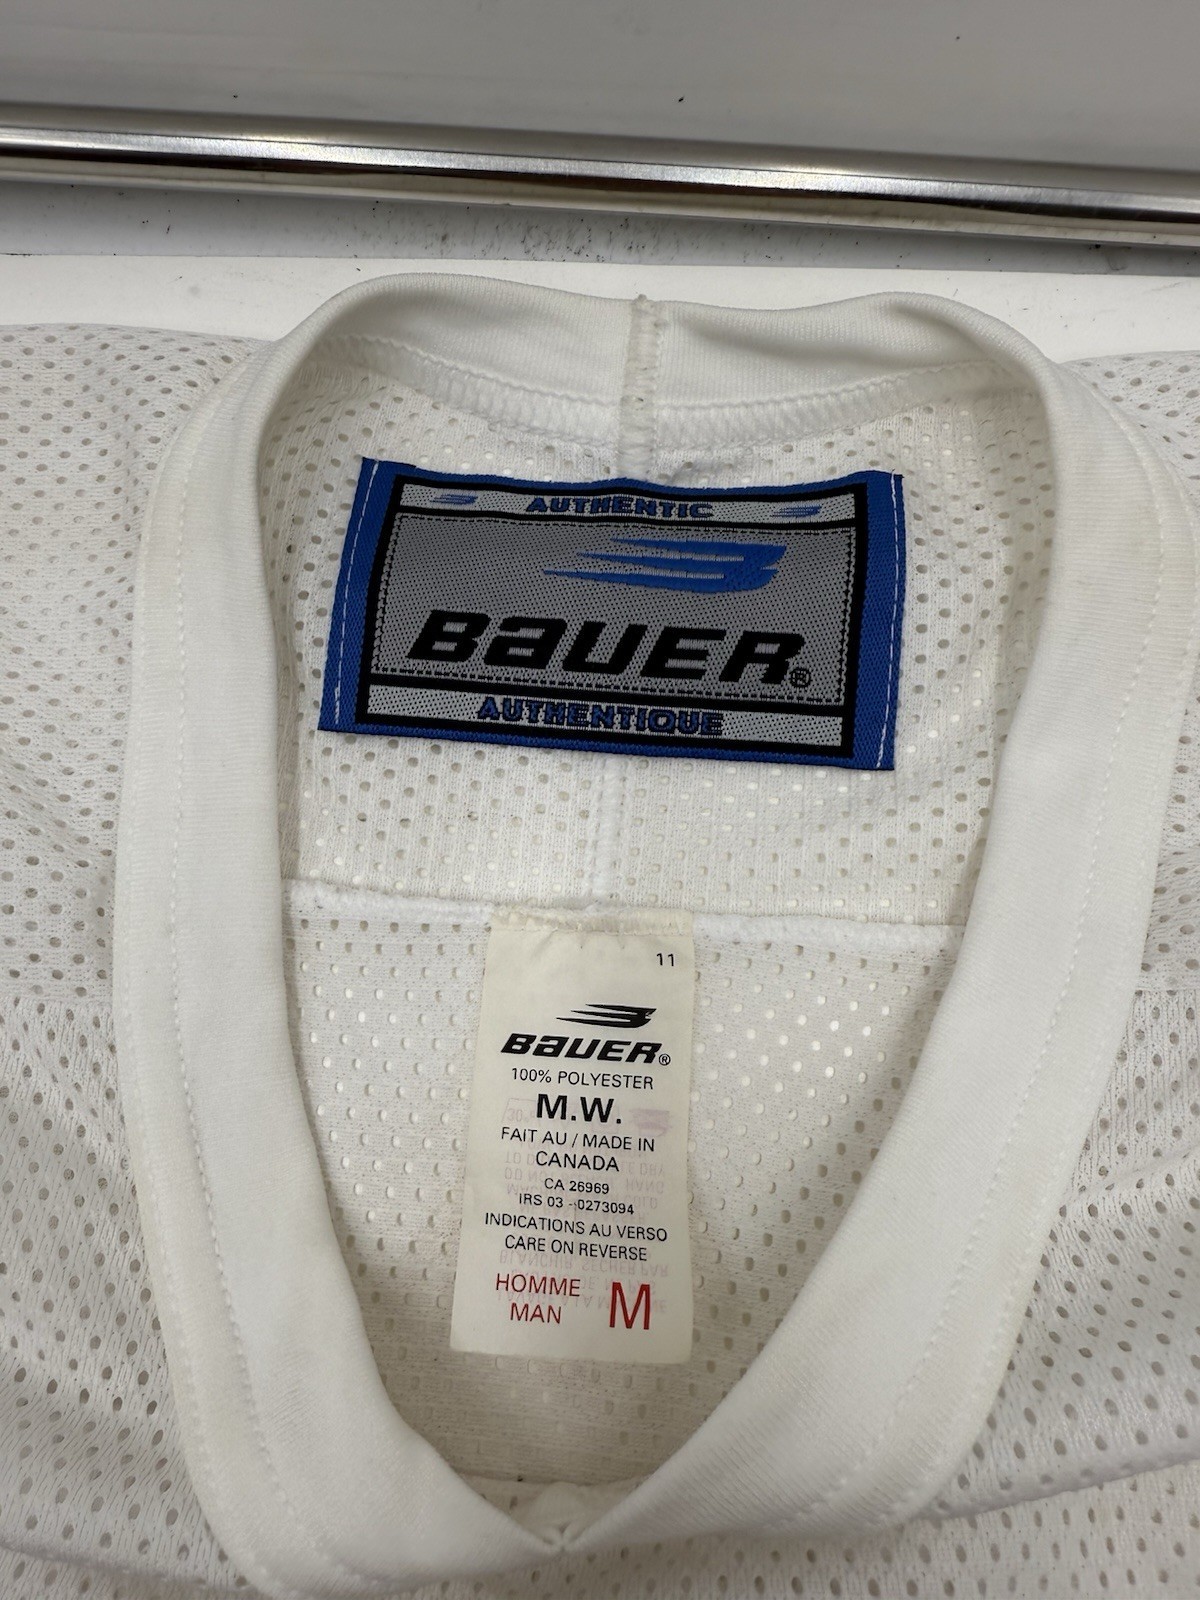 AUTHENTIC
BAUER®
AUTHENTIQUE
11
BAUER®
100% POLYESTER
M.W.
FAIT AU / MADE IN
CANADA
CA 26969
IRS 03 - 0273094
INDICATIONS AU VERSO
CARE ON REVERSE
HOMME
MAN
M